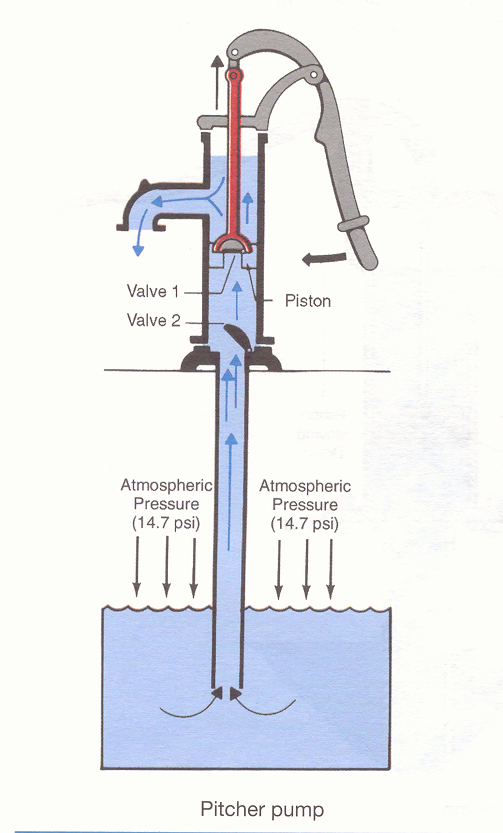 Valve 1
Piston
Valve 2
Atmospheric
Pressure
(14.7 psi)
Atmospheric
Pressure
(14.7 psi)
Pitcher pump